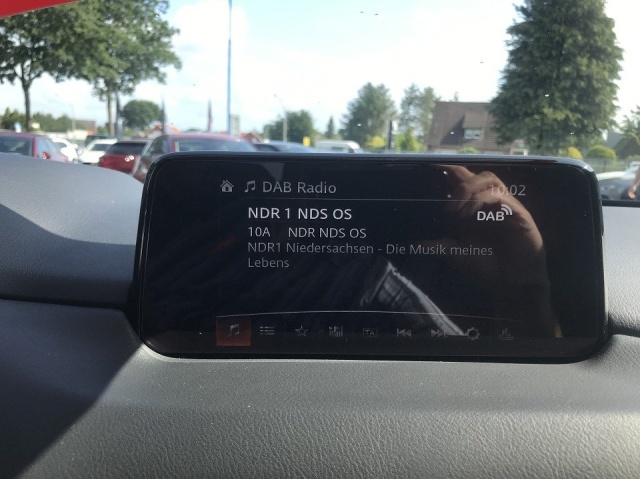 DAB Radio 10:02
NDR 1 NDS OS
DAB
10A NDR NDS OS
NDR1 Niedersachsen - Die Musik meines
Lebens
TA